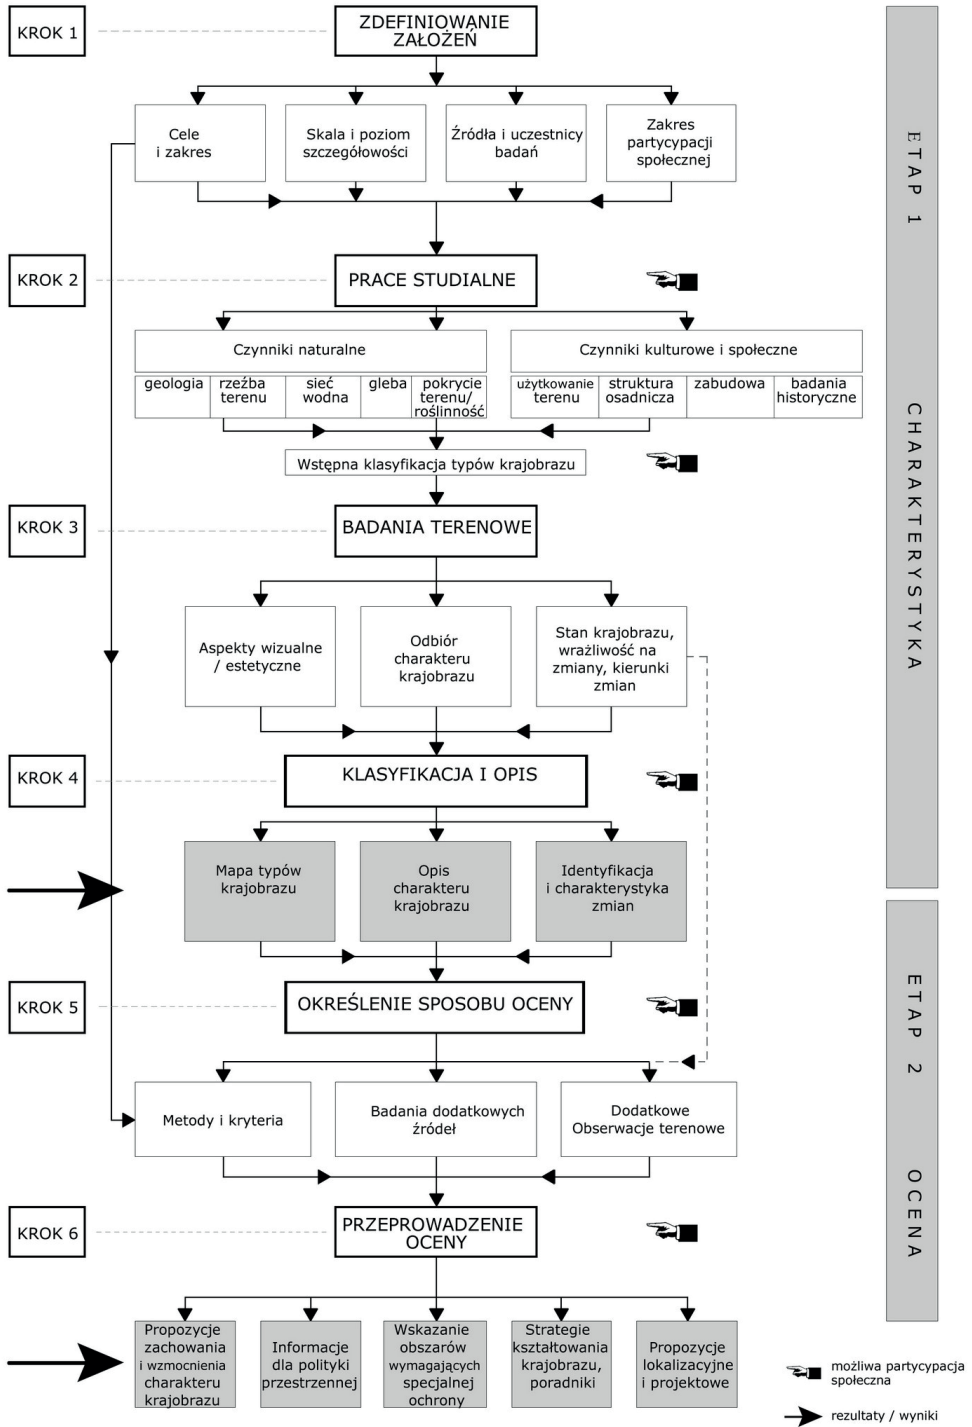 KROK 1
ZDEFINIOWANIE
ZAŁOŻEŃ
Cele
i zakres
Skala i poziom
szczegółowości
Źródła i uczestnicy
badań
Zakres
partycypacji
społecznej
ETAP 1
CHARAKTERYSTYKA
KROK 2
PRACE STUDIALNE
Czynniki naturalne
Czynniki kulturowe i społeczne
geologia
rzeźba
terenu
sieć
wodna
gleba
pokrycie
terenu/
roślinność
użytkowanie
terenu
struktura
osadnicza
zabudowa
badania
historyczne
Wstępna klasyfikacja typów krajobrazu
KROK 3
BADANIA TERENOWE
Aspekty wizualne
/ estetyczne
Odbiór
charakteru
krajobrazu
Stan krajobrazu,
wrażliwość na
zmiany, kierunki
zmian
KROK 4
KLASYFIKACJA I OPIS
Mapa typów
krajobrazu
Opis
charakteru
krajobrazu
Identyfikacja
i charakterystyka
zmian
ETAP 2
OCENA
KROK 5
OKREŚLENIE SPOSOBU OCENY
Metody i kryteria
Badania dodatkowych
źródeł
Dodatkowe
Obserwacje terenowe
KROK 6
PRZEPROWADZENIE
OCENY
Propozycje
zachowania
i wzmocnienia
charakteru
krajobrazu
Informacje
dla polityki
przestrzennej
Wskazanie
obszarów
wymagających
specjalnej
ochrony
Strategie
kształtowania
krajobrazu,
poradniki
Propozycje
lokalizacyjne
i projektowe
możliwa partycypacja
społeczna
rezultaty / wyniki